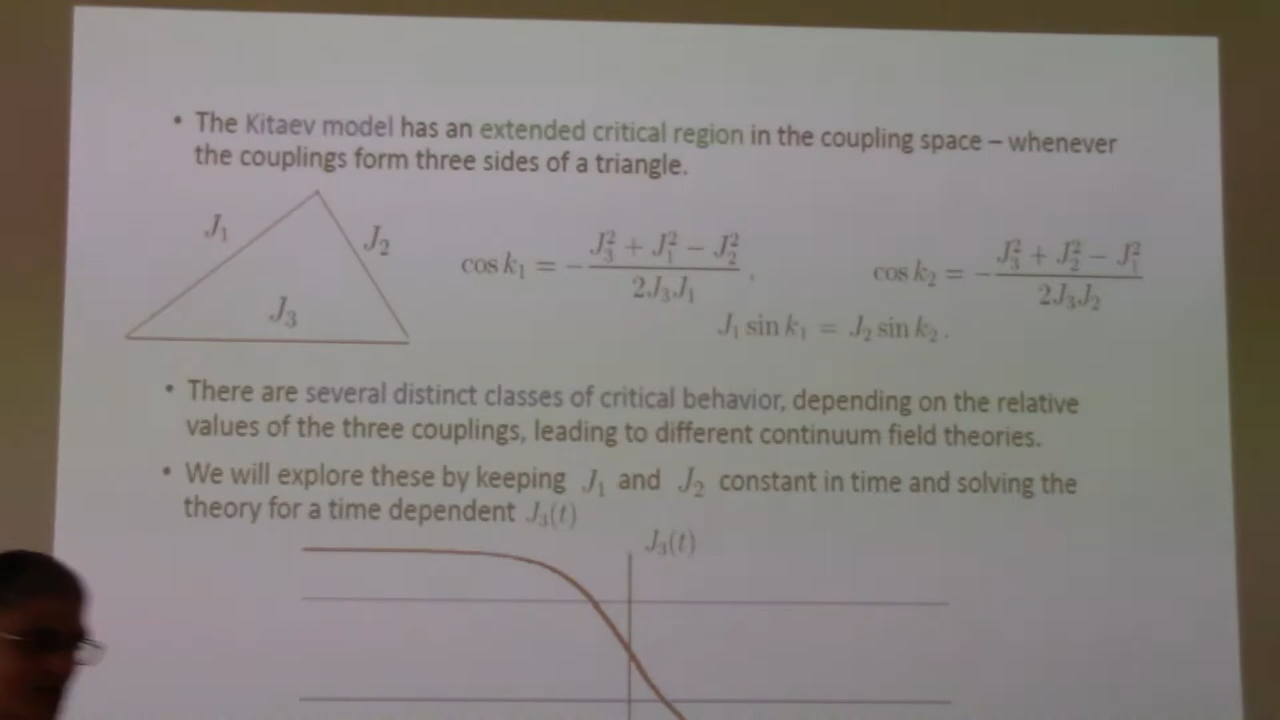 • The Kitaev model has an extended critical region in the coupling space – whenever
the couplings form three sides of a triangle.
J₁
J₂
J₃
cos k₁ = −(J₃² + J₁² − J₂²)/(2J₃J₁) ,
cos k₂ = −(J₃² + J₂² − J₁²)/(2J₃J₂)
J₁ sin k₁ = J₂ sin k₂ .
• There are several distinct classes of critical behavior, depending on the relative
values of the three couplings, leading to different continuum field theories.
• We will explore these by keeping J₁ and J₂ constant in time and solving the
theory for a time dependent J₃(t)
J₃(t)